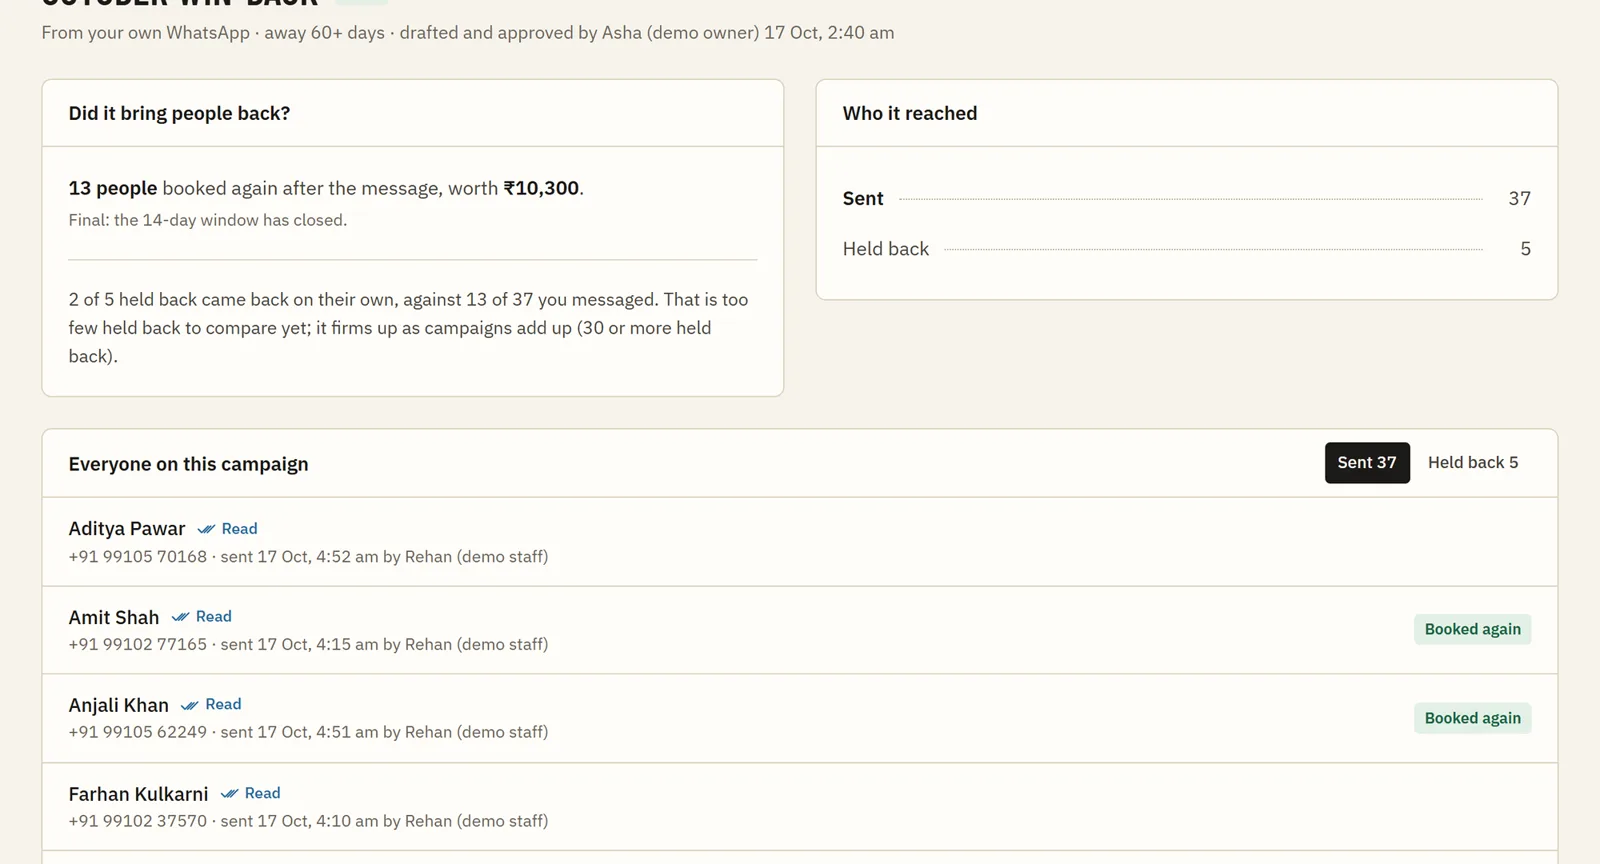 OCTOBER WIN-BACK
From your own WhatsApp · away 60+ days · drafted and approved by Asha (demo owner) 17 Oct, 2:40 am
Did it bring people back?
13 people booked again after the message, worth ₹10,300.
Final: the 14-day window has closed.
2 of 5 held back came back on their own, against 13 of 37 you messaged. That is too
few held back to compare yet; it firms up as campaigns add up (30 or more held
back).
Who it reached
Sent 37
Held back 5
Everyone on this campaign
Sent 37 Held back 5
Aditya Pawar Read
+91 99105 70168 · sent 17 Oct, 4:52 am by Rehan (demo staff)
Amit Shah Read
+91 99102 77165 · sent 17 Oct, 4:15 am by Rehan (demo staff)
Booked again
Anjali Khan Read
+91 99105 62249 · sent 17 Oct, 4:51 am by Rehan (demo staff)
Booked again
Farhan Kulkarni Read
+91 99102 37570 · sent 17 Oct, 4:10 am by Rehan (demo staff)